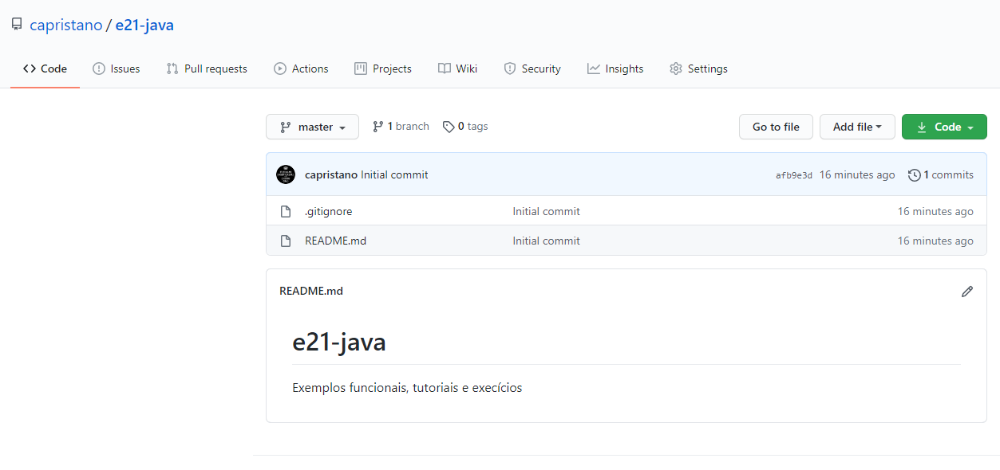 capristano / e21-java
Code Issues Pull requests Actions Projects Wiki Security Insights Settings
master 1 branch 0 tags Go to file Add file Code
capristano Initial commit afb9e3d 16 minutes ago 1 commits
.gitignore Initial commit 16 minutes ago
README.md Initial commit 16 minutes ago
README.md
e21-java
Exemplos funcionais, tutoriais e execícios